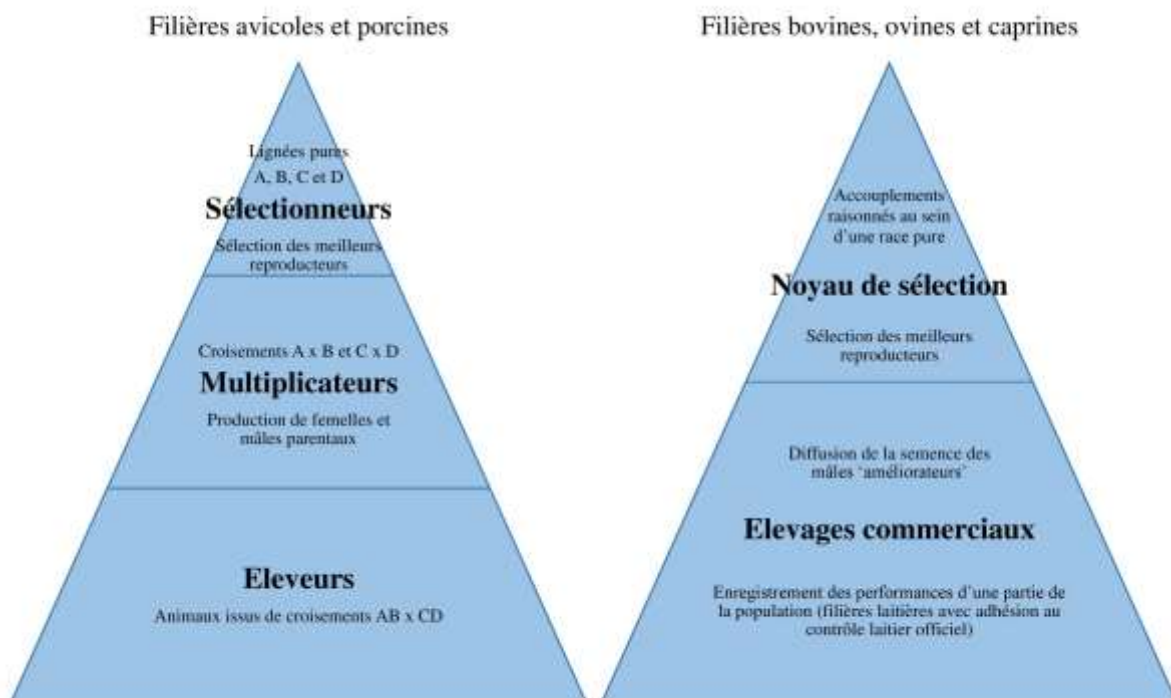 Filières avicoles et porcines
Lignées pures
A, B, C et D
Sélectionneurs
Sélection des meilleurs
reproducteurs
Croisements A x B et C x D
Multiplicateurs
Production de femelles et
mâles parentaux
Eleveurs
Animaux issus de croisements AB x CD
Filières bovines, ovines et caprines
Accouplements
raisonnés au sein
d'une race pure
Noyau de sélection
Sélection des meilleurs
reproducteurs
Diffusion de la semence des
mâles 'améliorateurs'
Elevages commerciaux
Enregistrement des performances d'une partie de
la population (filières laitières avec adhésion au
contrôle laitier officiel)